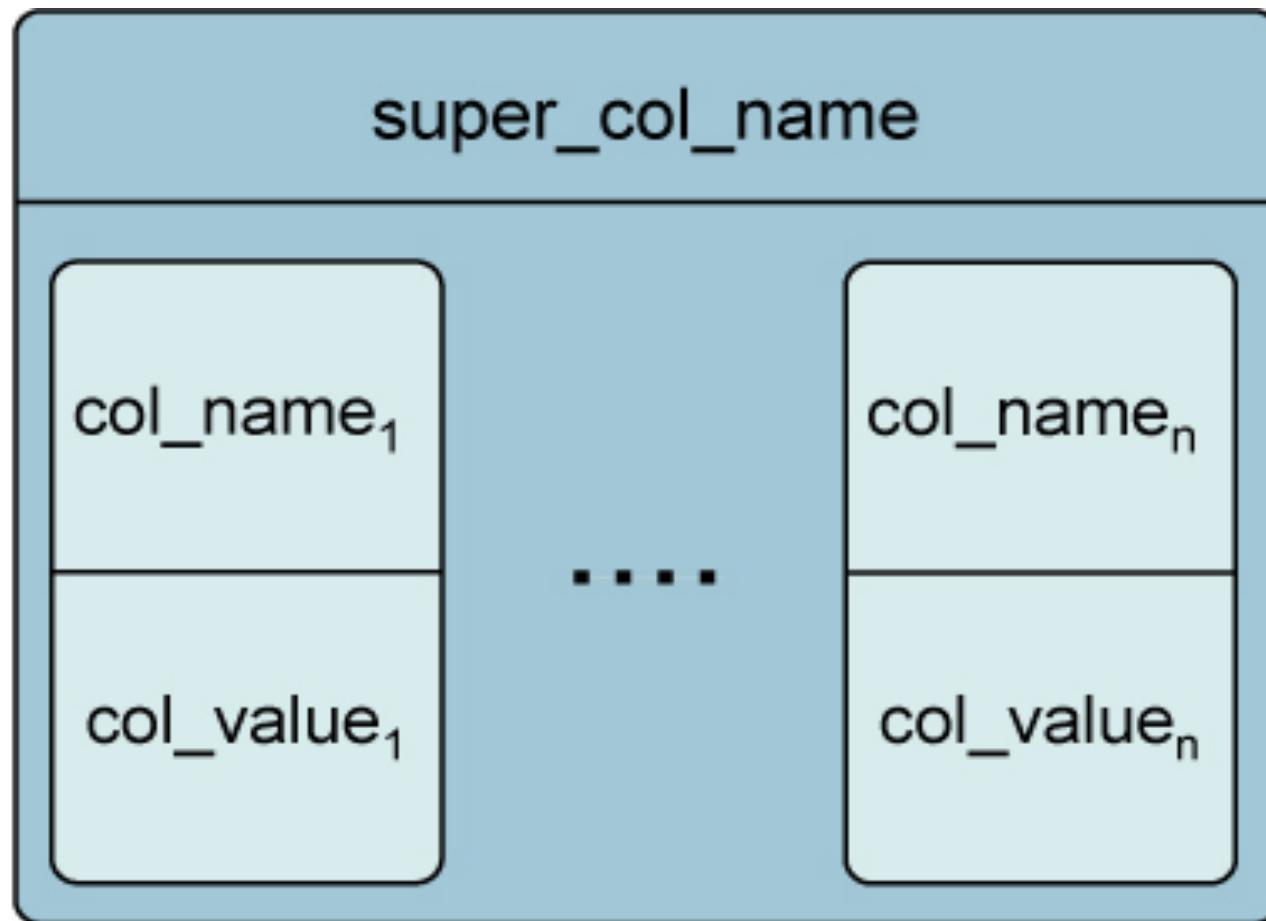 super_col_name
col_name₁ col_nameₙ
....
col_value₁ col_valueₙ